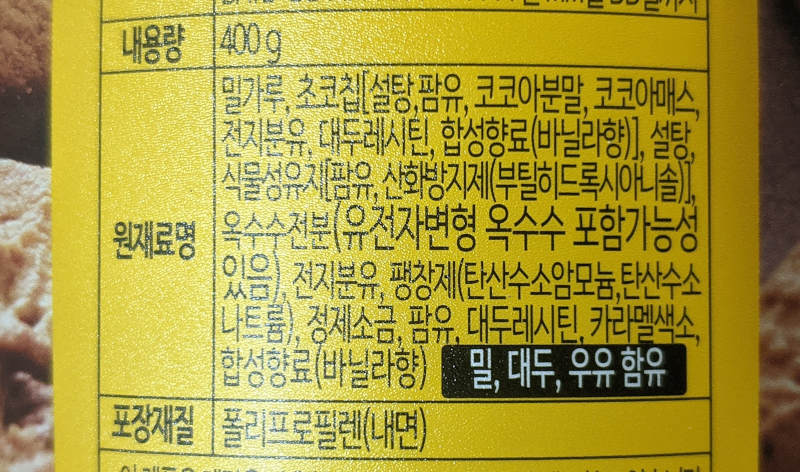 내용량 400 g
밀가루, 초코칩[설탕,팜유, 코코아분말, 코코아매스,
전지분유, 대두레시틴, 합성향료(바닐라향)], 설탕,
식물성유지[팜유, 산화방지제(부틸히드록시아니솔)],
원재료명 옥수수전분(유전자변형 옥수수 포함가능성
있음), 전지분유, 팽창제(탄산수소암모늄,탄산수소
나트륨), 정제소금, 팜유, 대두레시틴, 카라멜색소,
합성향료(바닐라향) 밀, 대두, 우유 함유
포장재질 폴리프로필렌(내면)